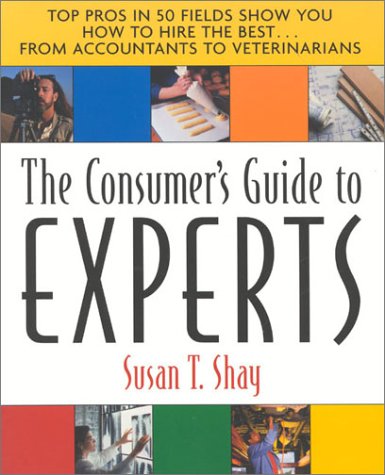 TOP PROS IN 50 FIELDS SHOW YOU
HOW TO HIRE THE BEST...
FROM ACCOUNTANTS TO VETERINARIANS
The Consumer's Guide to
EXPERTS
Susan T. Shay